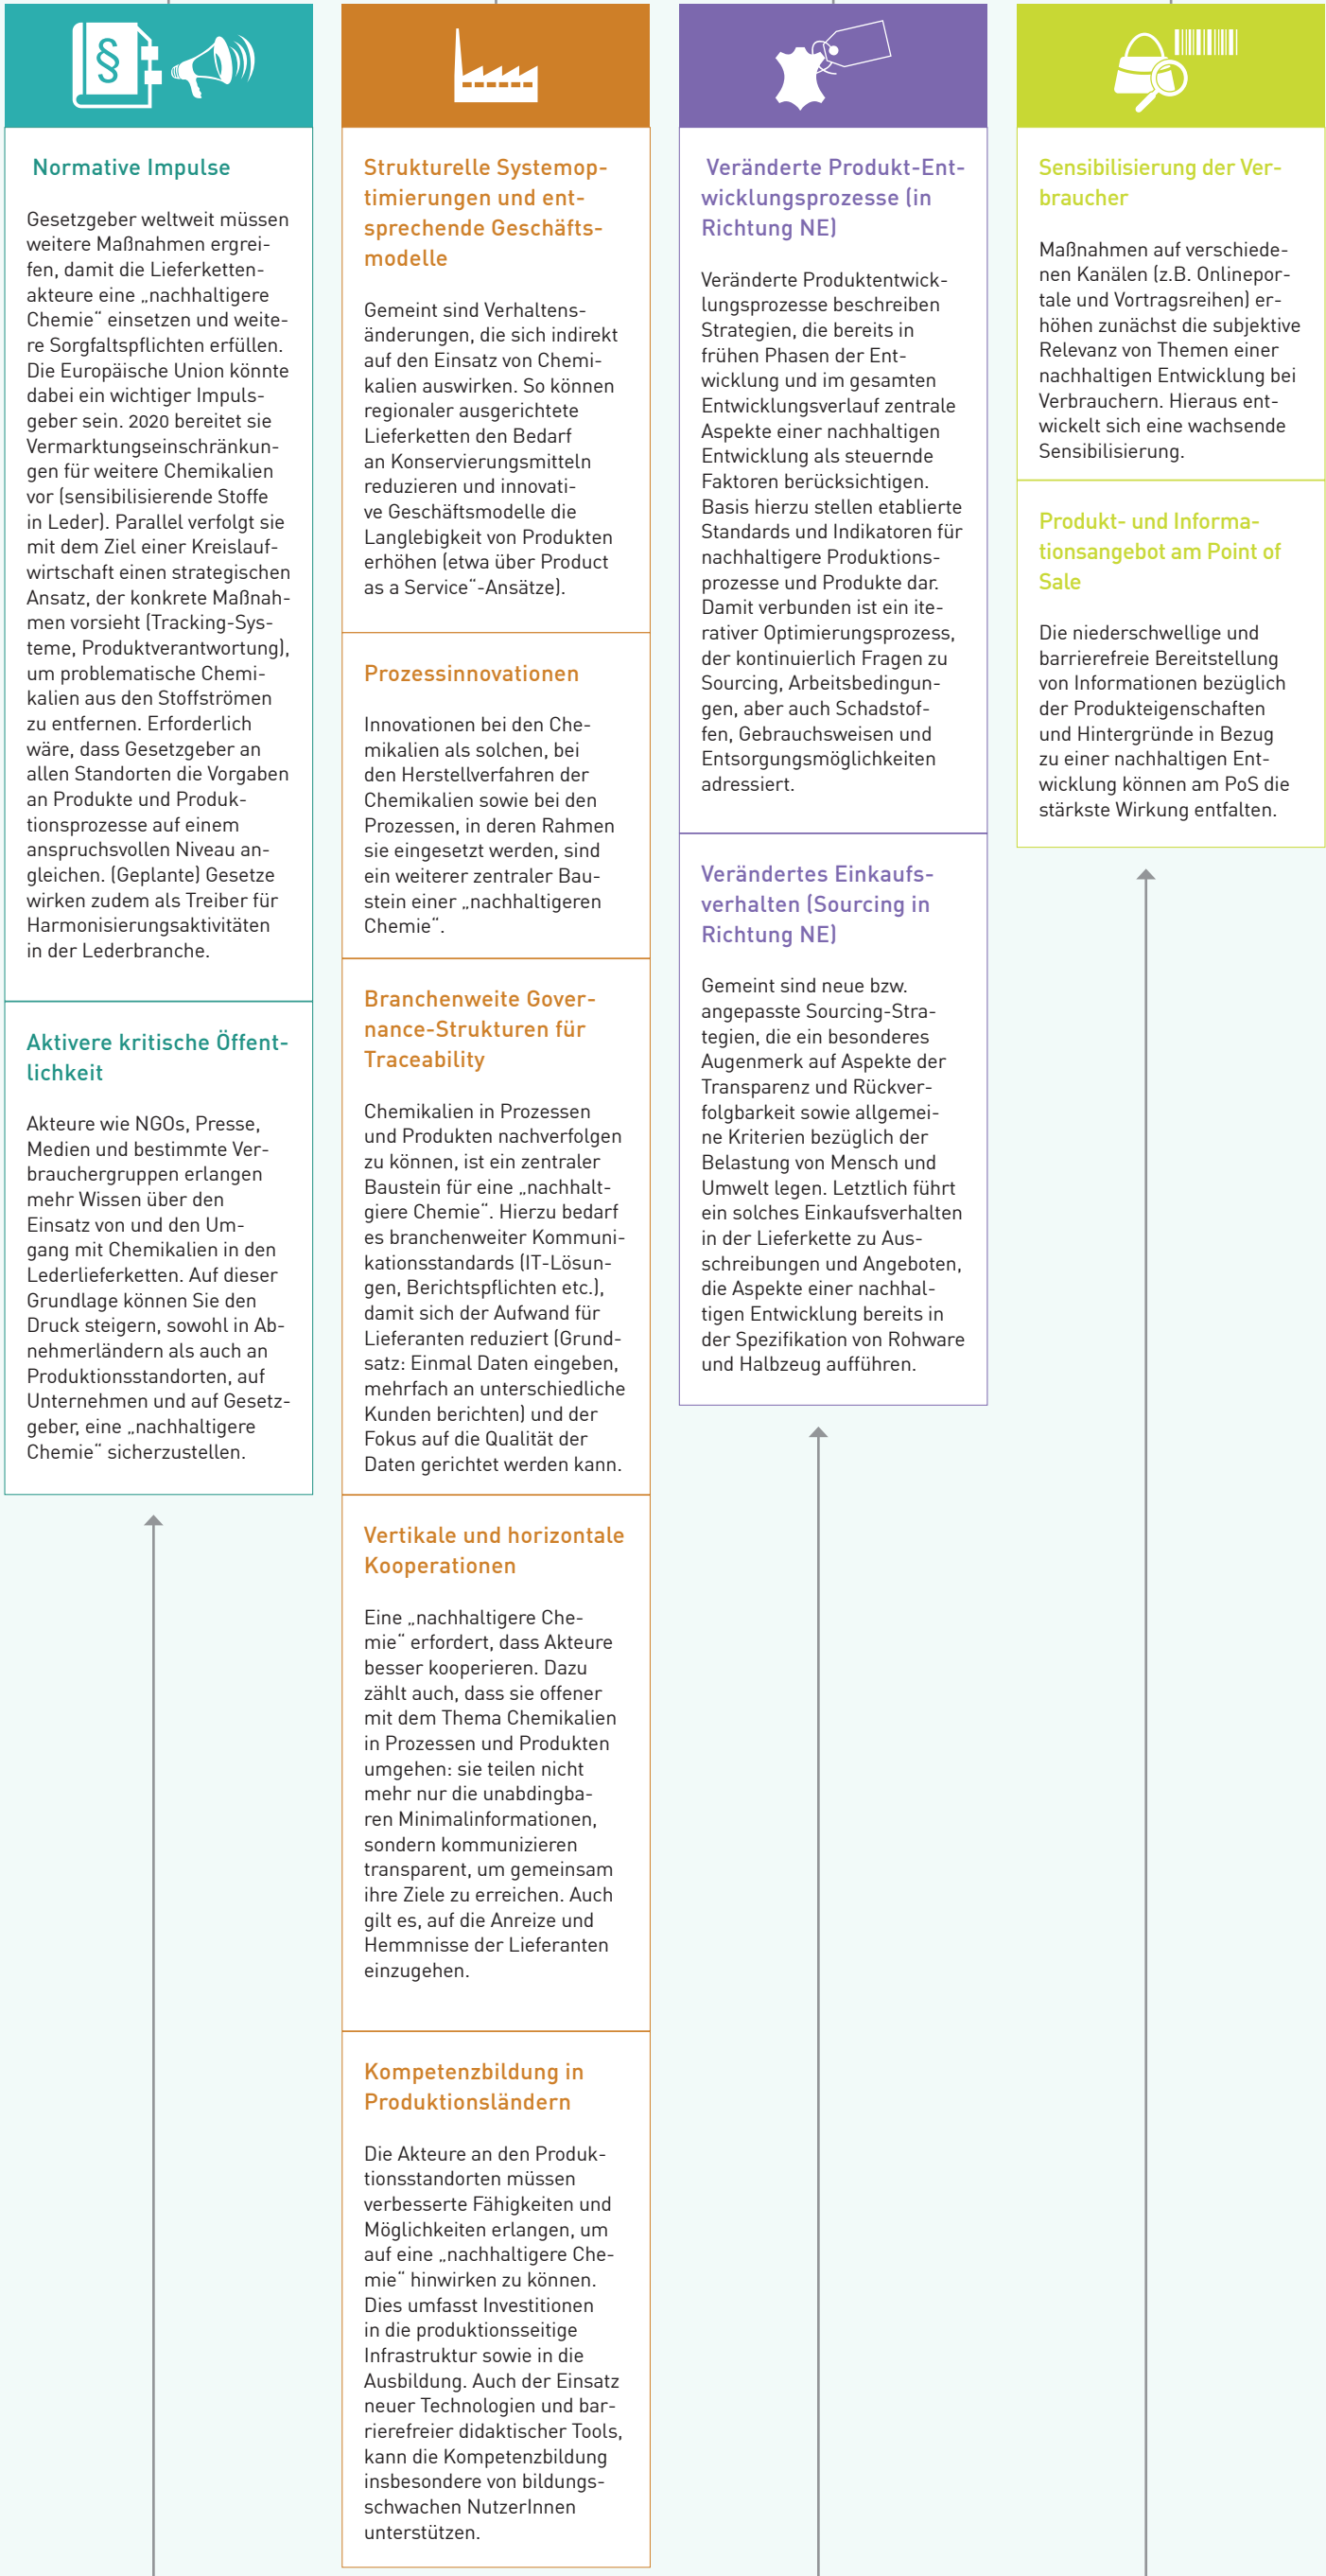 §
Normative Impulse
Gesetzgeber weltweit müssen
weitere Maßnahmen ergrei-
fen, damit die Lieferketten-
akteure eine „nachhaltigere
Chemie“ einsetzen und weite-
re Sorgfaltspflichten erfüllen.
Die Europäische Union könnte
dabei ein wichtiger Impuls-
geber sein. 2020 bereitet sie
Vermarktungseinschränkun-
gen für weitere Chemikalien
vor (sensibilisierende Stoffe
in Leder). Parallel verfolgt sie
mit dem Ziel einer Kreislauf-
wirtschaft einen strategischen
Ansatz, der konkrete Maßnah-
men vorsieht (Tracking-Sys-
teme, Produktverantwortung),
um problematische Chemi-
kalien aus den Stoffströmen
zu entfernen. Erforderlich
wäre, dass Gesetzgeber an
allen Standorten die Vorgaben
an Produkte und Produk-
tionsprozesse auf einem
anspruchsvollen Niveau an-
gleichen. (Geplante) Gesetze
wirken zudem als Treiber für
Harmonisierungsaktivitäten
in der Lederbranche.
Aktivere kritische Öffent-
lichkeit
Akteure wie NGOs, Presse,
Medien und bestimmte Ver-
brauchergruppen erlangen
mehr Wissen über den
Einsatz von und den Um-
gang mit Chemikalien in den
Lederlieferketten. Auf dieser
Grundlage können Sie den
Druck steigern, sowohl in Ab-
nehmerländern als auch an
Produktionsstandorten, auf
Unternehmen und auf Gesetz-
geber, eine „nachhaltigere
Chemie“ sicherzustellen.
Strukturelle Systemop-
timierungen und ent-
sprechende Geschäfts-
modelle
Gemeint sind Verhaltens-
änderungen, die sich indirekt
auf den Einsatz von Chemi-
kalien auswirken. So können
regionaler ausgerichtete
Lieferketten den Bedarf
an Konservierungsmitteln
reduzieren und innovati-
ve Geschäftsmodelle die
Langlebigkeit von Produkten
erhöhen (etwa über Product
as a Service“-Ansätze).
Prozessinnovationen
Innovationen bei den Che-
mikalien als solchen, bei
den Herstellverfahren der
Chemikalien sowie bei den
Prozessen, in deren Rahmen
sie eingesetzt werden, sind
ein weiterer zentraler Bau-
stein einer „nachhaltigeren
Chemie“.
Branchenweite Gover-
nance-Strukturen für
Traceability
Chemikalien in Prozessen
und Produkten nachverfolgen
zu können, ist ein zentraler
Baustein für eine „nachhalt-
giere Chemie“. Hierzu bedarf
es branchenweiter Kommuni-
kationsstandards (IT-Lösun-
gen, Berichtspflichten etc.),
damit sich der Aufwand für
Lieferanten reduziert (Grund-
satz: Einmal Daten eingeben,
mehrfach an unterschiedliche
Kunden berichten) und der
Fokus auf die Qualität der
Daten gerichtet werden kann.
Vertikale und horizontale
Kooperationen
Eine „nachhaltigere Che-
mie“ erfordert, dass Akteure
besser kooperieren. Dazu
zählt auch, dass sie offener
mit dem Thema Chemikalien
in Prozessen und Produkten
umgehen: sie teilen nicht
mehr nur die unabdingba-
ren Minimalinformationen,
sondern kommunizieren
transparent, um gemeinsam
ihre Ziele zu erreichen. Auch
gilt es, auf die Anreize und
Hemmnisse der Lieferanten
einzugehen.
Kompetenzbildung in
Produktionsländern
Die Akteure an den Produk-
tionsstandorten müssen
verbesserte Fähigkeiten und
Möglichkeiten erlangen, um
auf eine „nachhaltigere Che-
mie“ hinwirken zu können.
Dies umfasst Investitionen
in die produktionsseitige
Infrastruktur sowie in die
Ausbildung. Auch der Einsatz
neuer Technologien und bar-
rierefreier didaktischer Tools,
kann die Kompetenzbildung
insbesondere von bildungs-
schwachen NutzerInnen
unterstützen.
Veränderte Produkt-Ent-
wicklungsprozesse (in
Richtung NE)
Veränderte Produktentwick-
lungsprozesse beschreiben
Strategien, die bereits in
frühen Phasen der Ent-
wicklung und im gesamten
Entwicklungsverlauf zentrale
Aspekte einer nachhaltigen
Entwicklung als steuernde
Faktoren berücksichtigen.
Basis hierzu stellen etablierte
Standards und Indikatoren für
nachhaltigere Produktions-
prozesse und Produkte dar.
Damit verbunden ist ein ite-
rativer Optimierungsprozess,
der kontinuierlich Fragen zu
Sourcing, Arbeitsbedingun-
gen, aber auch Schadstof-
fen, Gebrauchsweisen und
Entsorgungsmöglichkeiten
adressiert.
Verändertes Einkaufs-
verhalten (Sourcing in
Richtung NE)
Gemeint sind neue bzw.
angepasste Sourcing-Stra-
tegien, die ein besonderes
Augenmerk auf Aspekte der
Transparenz und Rückver-
folgbarkeit sowie allgemei-
ne Kriterien bezüglich der
Belastung von Mensch und
Umwelt legen. Letztlich führt
ein solches Einkaufsverhalten
in der Lieferkette zu Aus-
schreibungen und Angeboten,
die Aspekte einer nachhal-
tigen Entwicklung bereits in
der Spezifikation von Rohware
und Halbzeug aufführen.
Sensibilisierung der Ver-
braucher
Maßnahmen auf verschiede-
nen Kanälen (z.B. Onlinepor-
tale und Vortragsreihen) er-
höhen zunächst die subjektive
Relevanz von Themen einer
nachhaltigen Entwicklung bei
Verbrauchern. Hieraus ent-
wickelt sich eine wachsende
Sensibilisierung.
Produkt- und Informa-
tionsangebot am Point of
Sale
Die niederschwellige und
barrierefreie Bereitstellung
von Informationen bezüglich
der Produkteigenschaften
und Hintergründe in Bezug
zu einer nachhaltigen Ent-
wicklung können am PoS die
stärkste Wirkung entfalten.